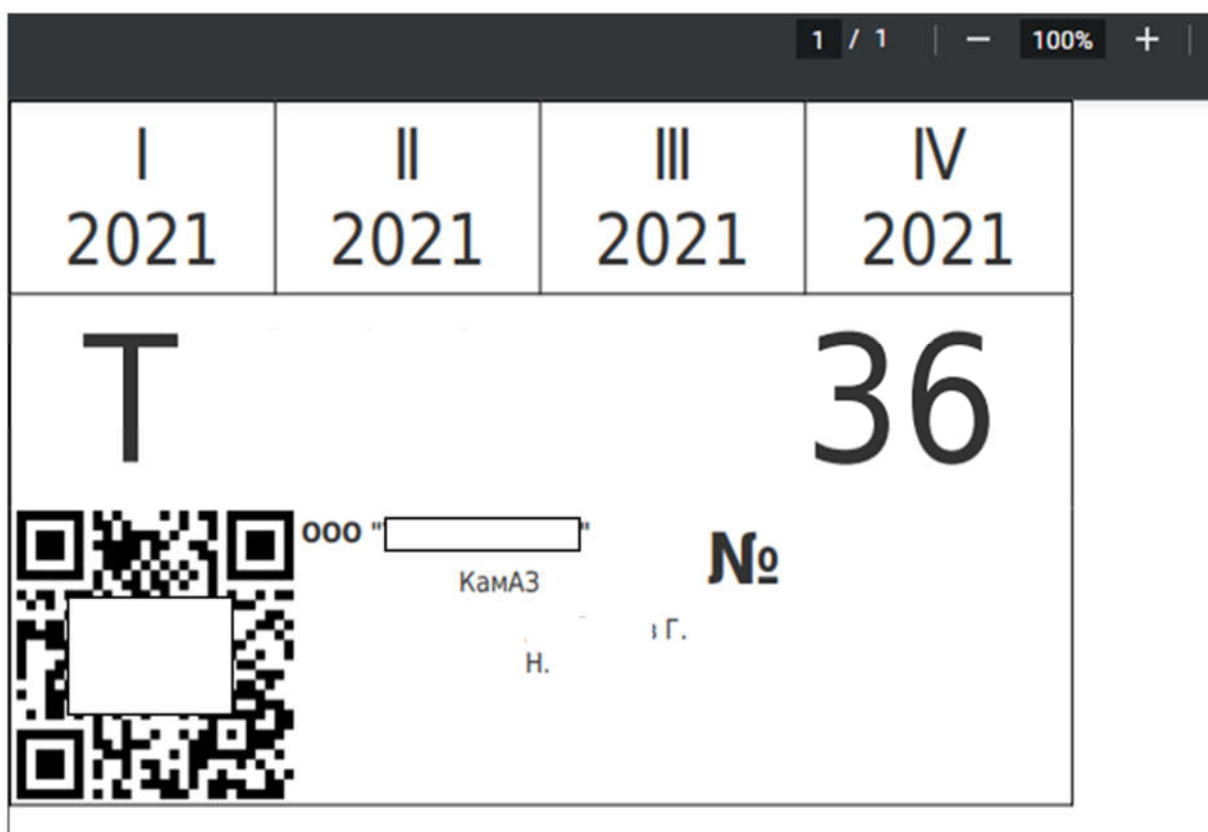 1 / 1 − 100% +
I II III IV
2021 2021 2021 2021
Т 36
ООО " "
№
КамАЗ
Г.
Н.